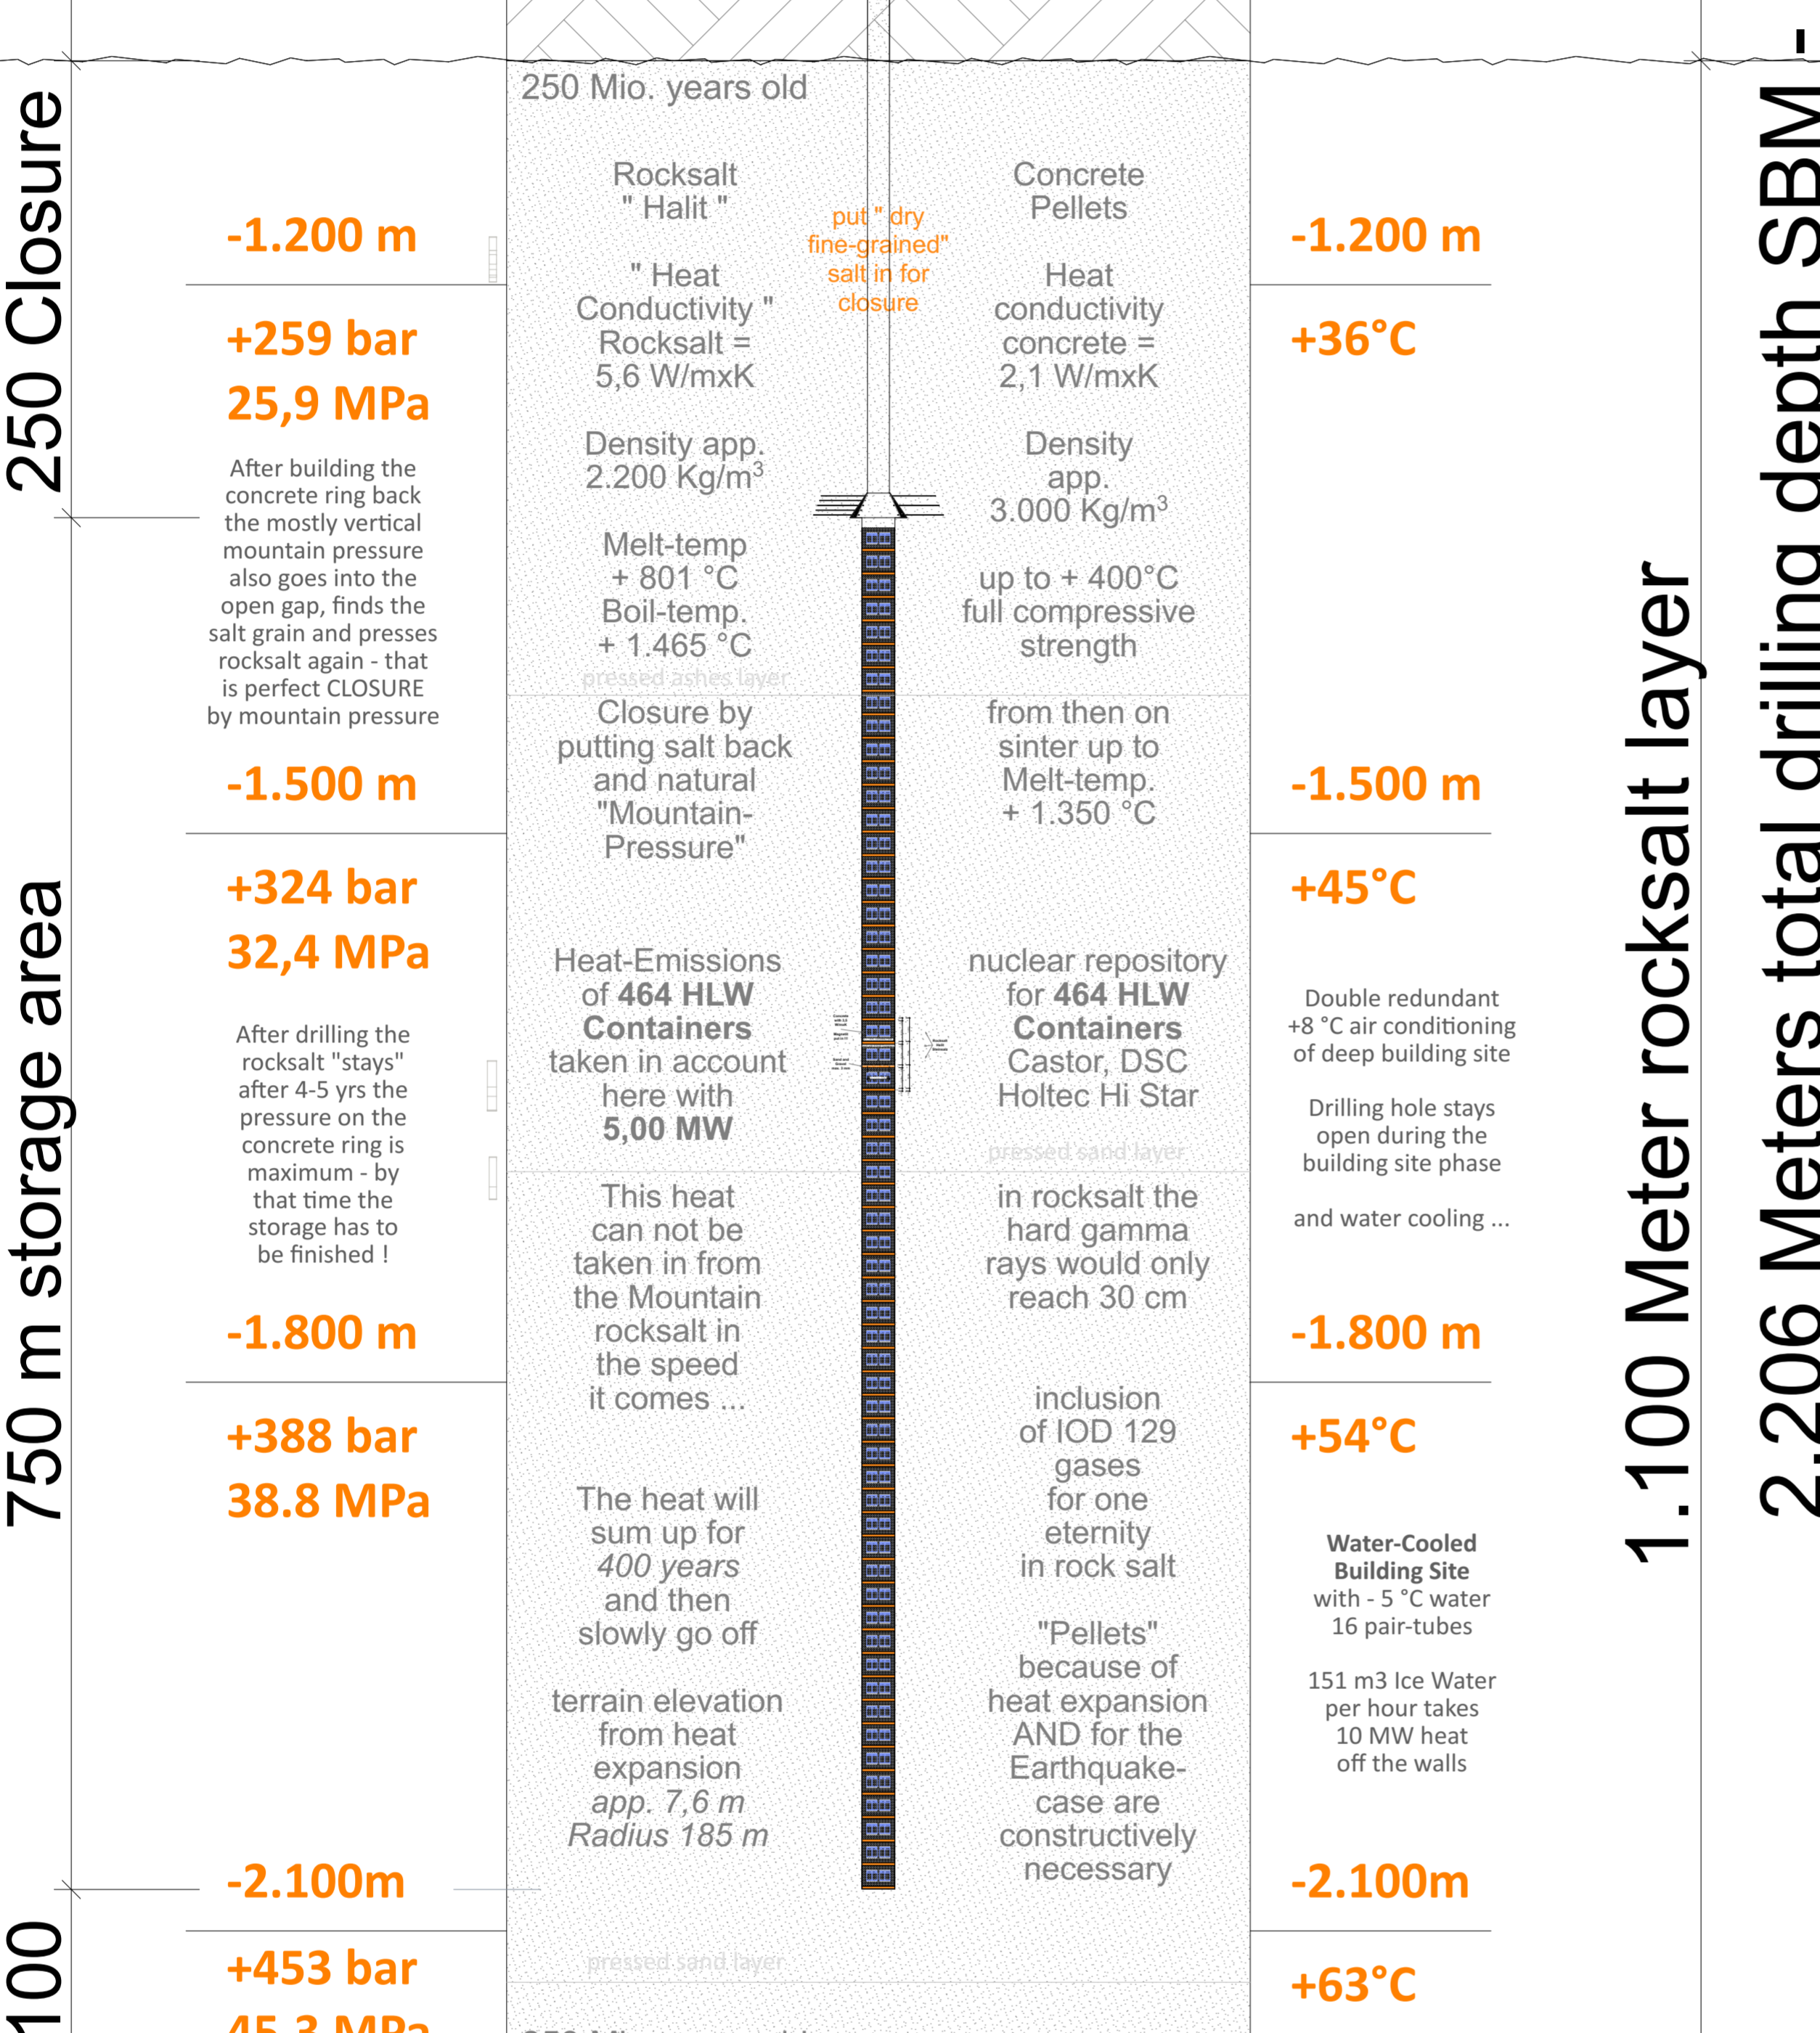 250 Closure
750 m storage area
100
-1.200 m
+259 bar
25,9 MPa
After building the
concrete ring back
the mostly vertical
mountain pressure
also goes into the
open gap, finds the
salt grain and presses
rocksalt again - that
is perfect CLOSURE
by mountain pressure
-1.500 m
+324 bar
32,4 MPa
After drilling the
rocksalt "stays"
after 4-5 yrs the
pressure on the
concrete ring is
maximum - by
that time the
storage has to
be finished !
-1.800 m
+388 bar
38.8 MPa
-2.100m
+453 bar
45.3 MPa
250 Mio. years old
Rocksalt
" Halit "
" Heat
Conductivity "
Rocksalt =
5,6 W/mxK
Density app.
2.200 Kg/m³
Melt-temp
+ 801 °C
Boil-temp.
+ 1.465 °C
pressed ashes layer
Closure by
putting salt back
and natural
"Mountain-
Pressure"
Heat-Emissions
of 464 HLW
Containers
taken in account
here with
5,00 MW
This heat
can not be
taken in from
the Mountain
rocksalt in
the speed
it comes ...
The heat will
sum up for
400 years
and then
slowly go off
terrain elevation
from heat
expansion
app. 7,6 m
Radius 185 m
pressed sand layer
put " dry
fine-grained"
salt in for
closure
Concrete
Pellets
Heat
conductivity
concrete =
2,1 W/mxK
Density
app.
3.000 Kg/m³
up to + 400°C
full compressive
strength
from then on
sinter up to
Melt-temp.
+ 1.350 °C
nuclear repository
for 464 HLW
Containers
Castor, DSC
Holtec Hi Star
pressed sand layer
in rocksalt the
hard gamma
rays would only
reach 30 cm
inclusion
of IOD 129
gases
for one
eternity
in rock salt
"Pellets"
because of
heat expansion
AND for the
Earthquake-
case are
constructively
necessary
-1.200 m
+36°C
-1.500 m
+45°C
Double redundant
+8 °C air conditioning
of deep building site
Drilling hole stays
open during the
building site phase
and water cooling ...
-1.800 m
+54°C
Water-Cooled
Building Site
with - 5 °C water
16 pair-tubes
151 m3 Ice Water
per hour takes
10 MW heat
off the walls
-2.100m
+63°C
1.100 Meter rocksalt layer
2.206 Meters total drilling depth SBM -